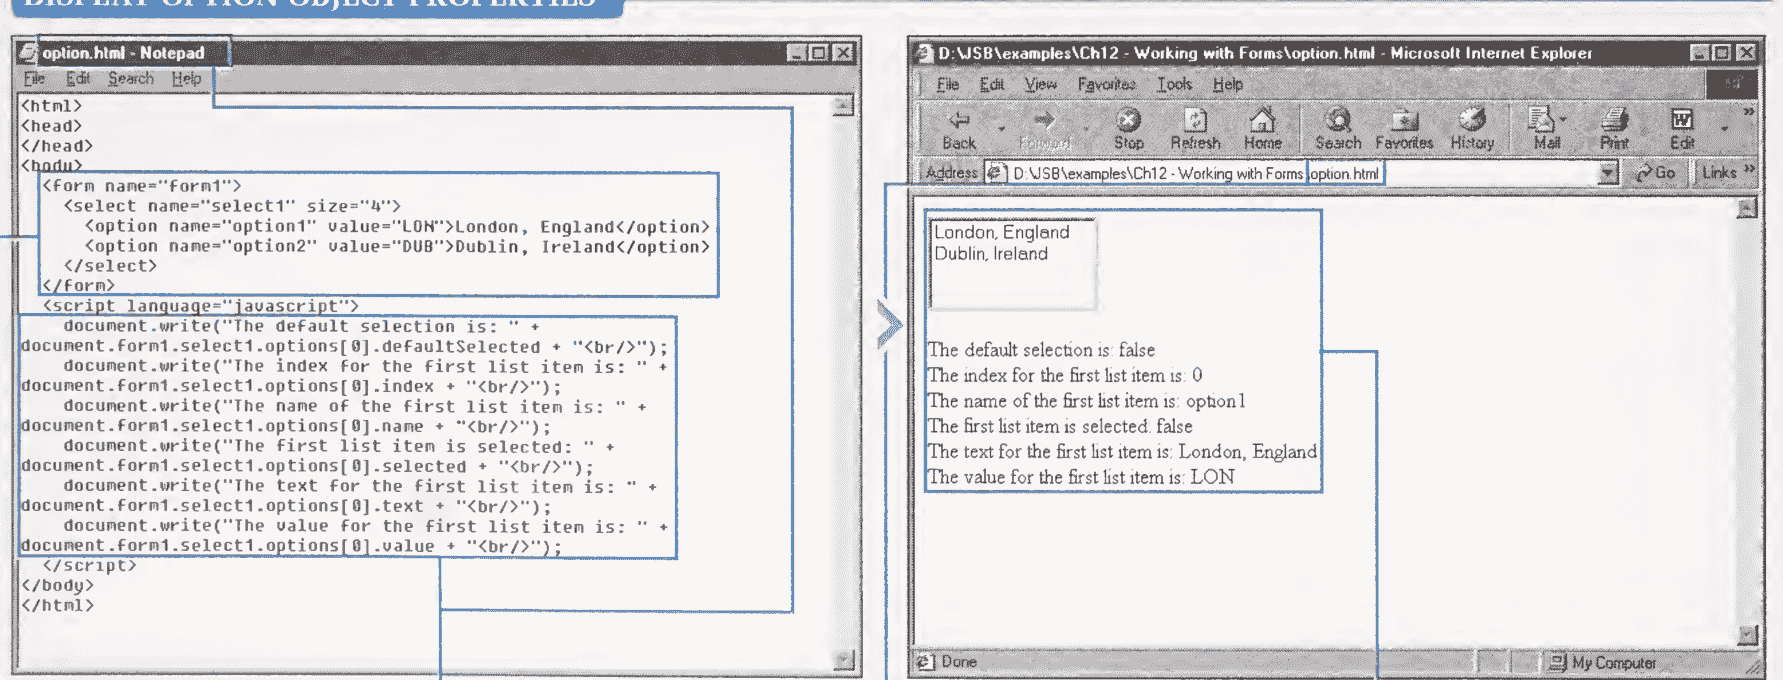 DISPLAY OPTION OBJECT PROPERTIES
option.html - Notepad
File Edit Search Help
<html>
<head>
</head>
<body>
<form name="form1">
<select name="select1" size="4">
<option name="option1" value="LON">London, England</option>
<option name="option2" value="DUB">Dublin, Ireland</option>
</select>
</form>
<script language="javascript">
document.write("The default selection is: " +
document.form1.select1.options[0].defaultSelected + "<br/>");
document.write("The index for the first list item is: " +
document.form1.select1.options[0].index + "<br/>");
document.write("The name of the first list item is: " +
document.form1.select1.options[0].name + "<br/>");
document.write("The first list item is selected: " +
document.form1.select1.options[0].selected + "<br/>");
document.write("The text for the first list item is: " +
document.form1.select1.options[0].text + "<br/>");
document.write("The value for the first list item is: " +
document.form1.select1.options[0].value + "<br/>");
</script>
</body>
</html>
D:\JSB\examples\Ch12 - Working with Forms\option.html - Microsoft Internet Explorer
File Edit View Favorites Tools Help
Back Forward Stop Refresh Home Search Favorites History Mail Print Edit
Address D:\JSB\examples\Ch12 - Working with Forms\option.html Go Links
London, England
Dublin, Ireland
The default selection is: false
The index for the first list item is: 0
The name of the first list item is: option1
The first list item is selected: false
The text for the first list item is: London, England
The value for the first list item is: LON
Done My Computer